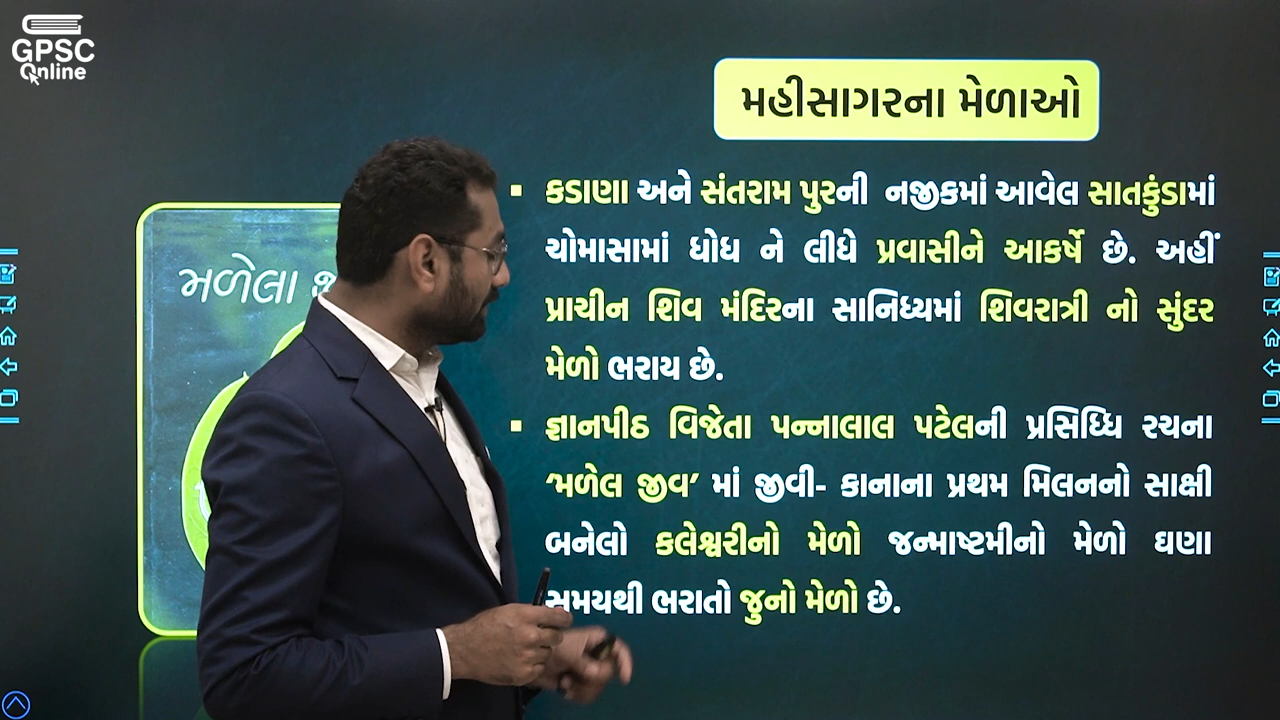 GPSC
Online
મહીસાગરના મેળાઓ
▪ કડાણા અને સંતરામ પુરની નજીકમાં આવેલ સાતકુંડામાં
ચોમાસામાં ધોધ ને લીધે પ્રવાસીને આકર્ષે છે. અહીં
પ્રાચીન શિવ મંદિરના સાનિધ્યમાં શિવરાત્રી નો સુંદર
મેળો ભરાય છે.
▪ જ્ઞાનપીઠ વિજેતા પન્નાલાલ પટેલની પ્રસિધ્ધિ રચના
‘મળેલ જીવ’ માં જીવી- કાનાના પ્રથમ મિલનનો સાક્ષી
બનેલો કલેશ્વરીનો મેળો જન્માષ્ટમીનો મેળો ઘણા
સમયથી ભરાતો જુનો મેળો છે.
મળેલા